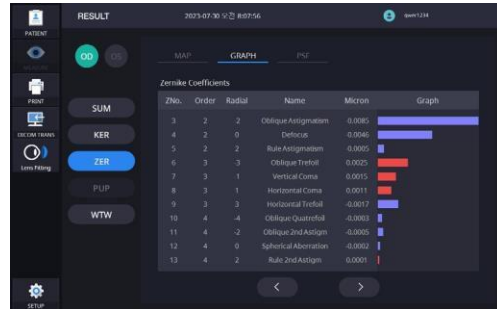 RESULT
2023-07-30 오전 8:07:56
PATIENT
OD
OS
MAP
GRAPH
PSF
Zernike Coefficients
PRINT
DICOM TRANS
Lens Fitting
SETUP
SUM
KER
ZER
PUP
WTW
ZNo. Order Radial Name Micron Graph
3 2 -2 Oblique Astigmatism 0.0085
4 2 0 Defocus -0.0046
5 2 2 Rule Astigmatism -0.0005
6 3 -3 Oblique Trefoil 0.0025
7 3 -1 Vertical Coma 0.0015
8 3 1 Horizontal Coma 0.0011
9 3 3 Horizontal Trefoil -0.0017
10 4 -4 Oblique Quatrefoil -0.0003
11 4 -2 Oblique 2nd Astigm -0.0005
12 4 0 Spherical Aberration -0.0002
13 4 2 Rule 2nd Astigm 0.0001